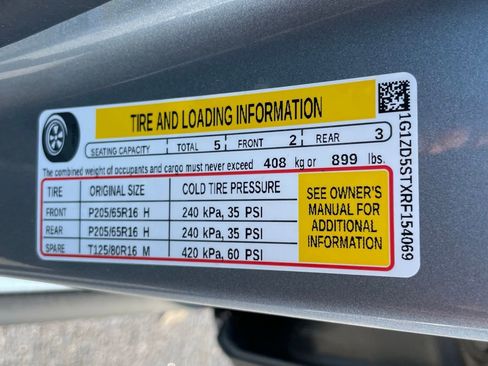 TIRE AND LOADING INFORMATION
SEATING CAPACITY TOTAL 5 FRONT 2 REAR 3
The combined weight of occupants and cargo must never exceed 408 kg or 899 lbs.
TIRE ORIGINAL SIZE COLD TIRE PRESSURE
FRONT P205/65R16 H 240 kPa, 35 PSI
REAR P205/65R16 H 240 kPa, 35 PSI
SPARE T125/80R16 M 420 kPa, 60 PSI
SEE OWNER'S
MANUAL FOR
ADDITIONAL
INFORMATION
1G1ZD5STXRF154069